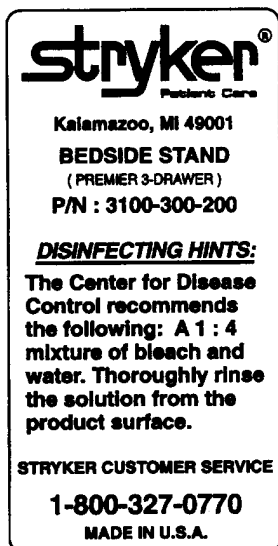 stryker®
Patient Care
Kalamazoo, MI 49001
BEDSIDE STAND
( PREMIER 3-DRAWER )
P/N : 3100-300-200
DISINFECTING HINTS:
The Center for Disease
Control recommends
the following: A 1 : 4
mixture of bleach and
water. Thoroughly rinse
the solution from the
product surface.
STRYKER CUSTOMER SERVICE
1-800-327-0770
MADE IN U.S.A.